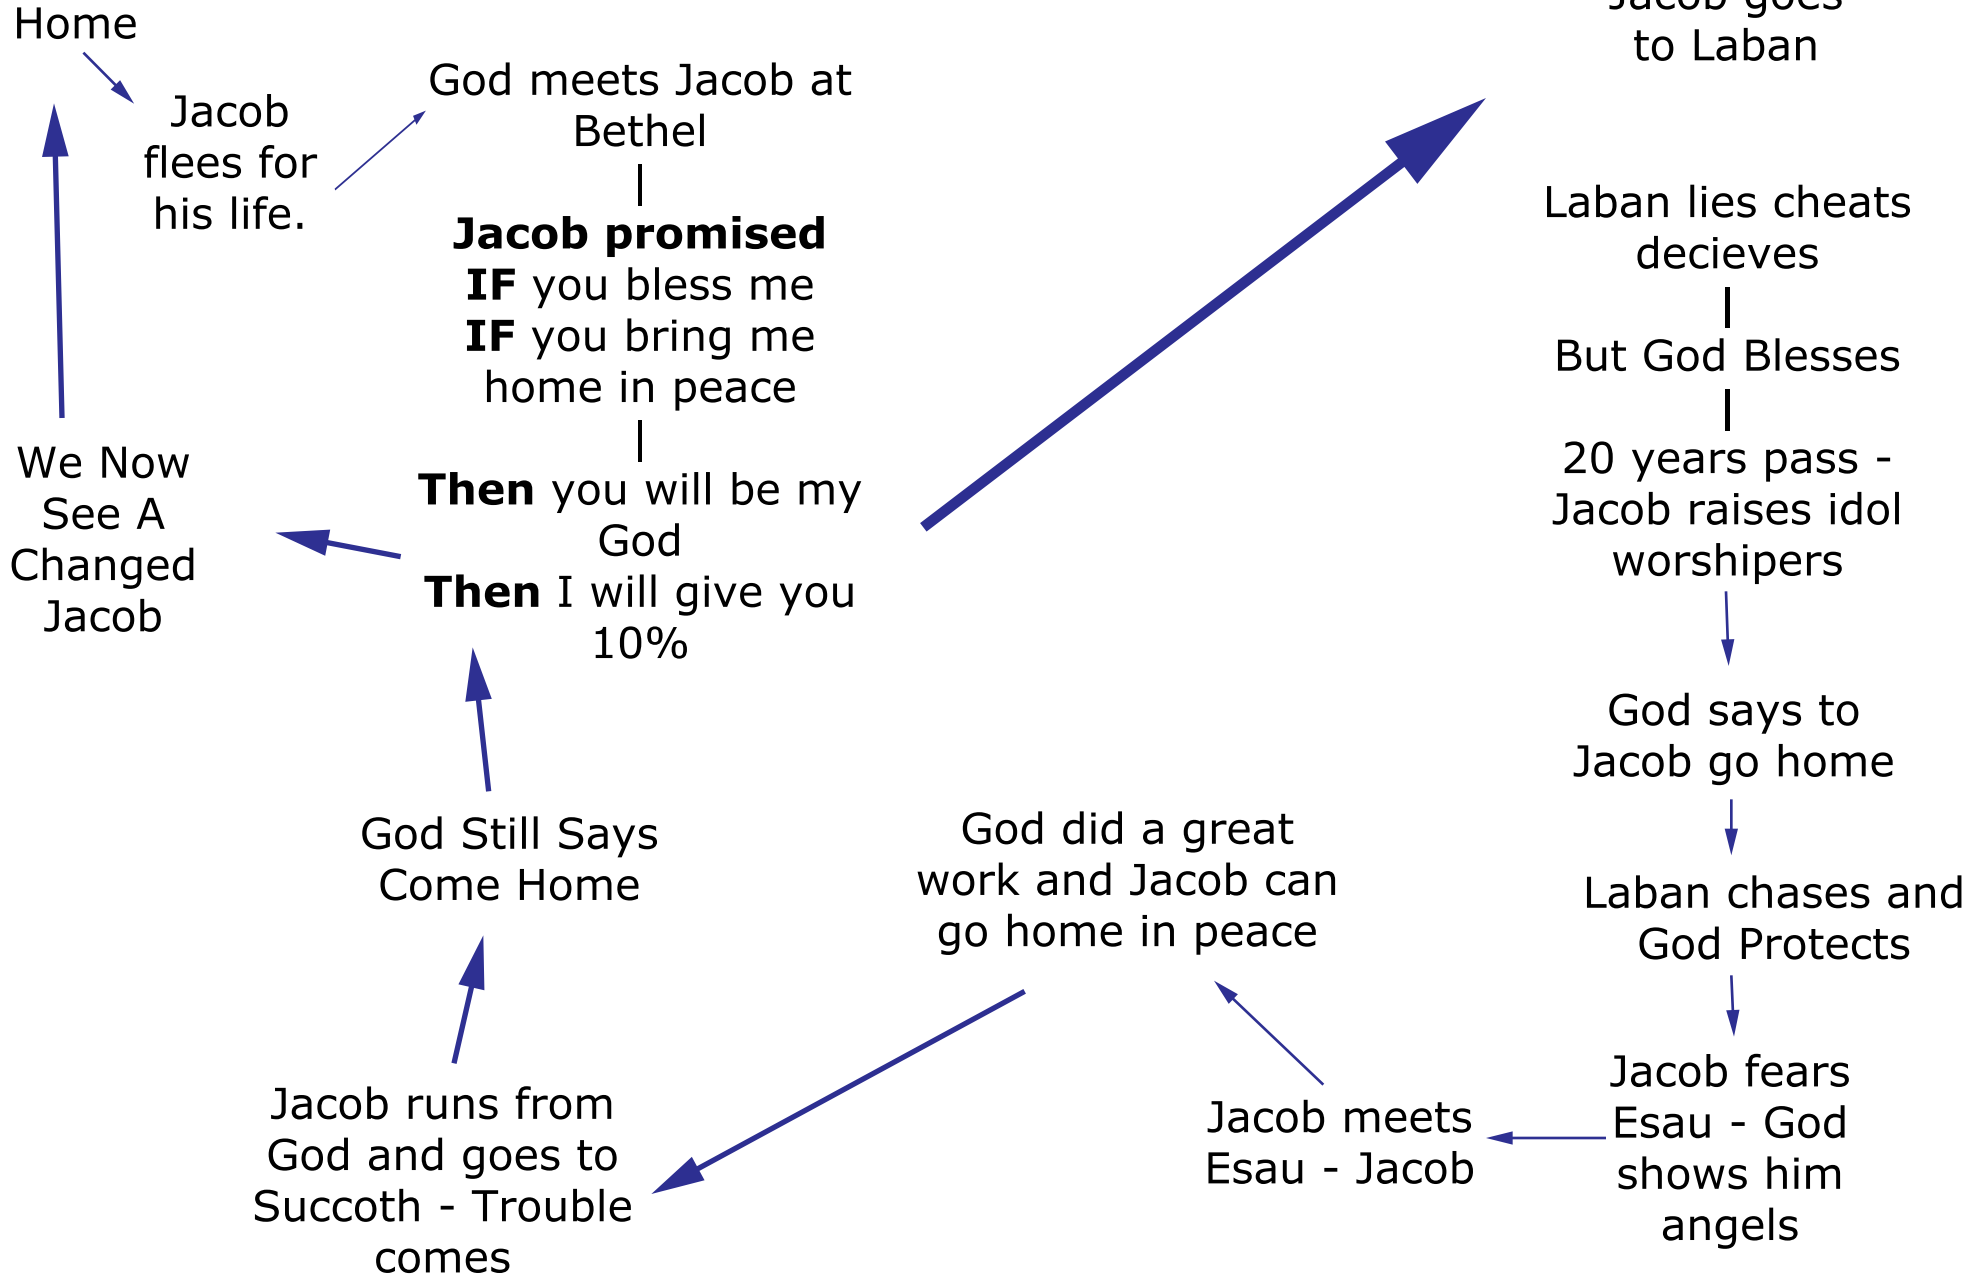 Home
Jacob
flees for
his life.
God meets Jacob at
Bethel
Jacob promised
IF you bless me
IF you bring me
home in peace
Then you will be my
God
Then I will give you
10%
Jacob goes
to Laban
Laban lies cheats
decieves
But God Blesses
20 years pass -
Jacob raises idol
worshipers
God says to
Jacob go home
Laban chases and
God Protects
Jacob fears
Esau - God
shows him
angels
Jacob meets
Esau - Jacob
God did a great
work and Jacob can
go home in peace
Jacob runs from
God and goes to
Succoth - Trouble
comes
God Still Says
Come Home
We Now
See A
Changed
Jacob